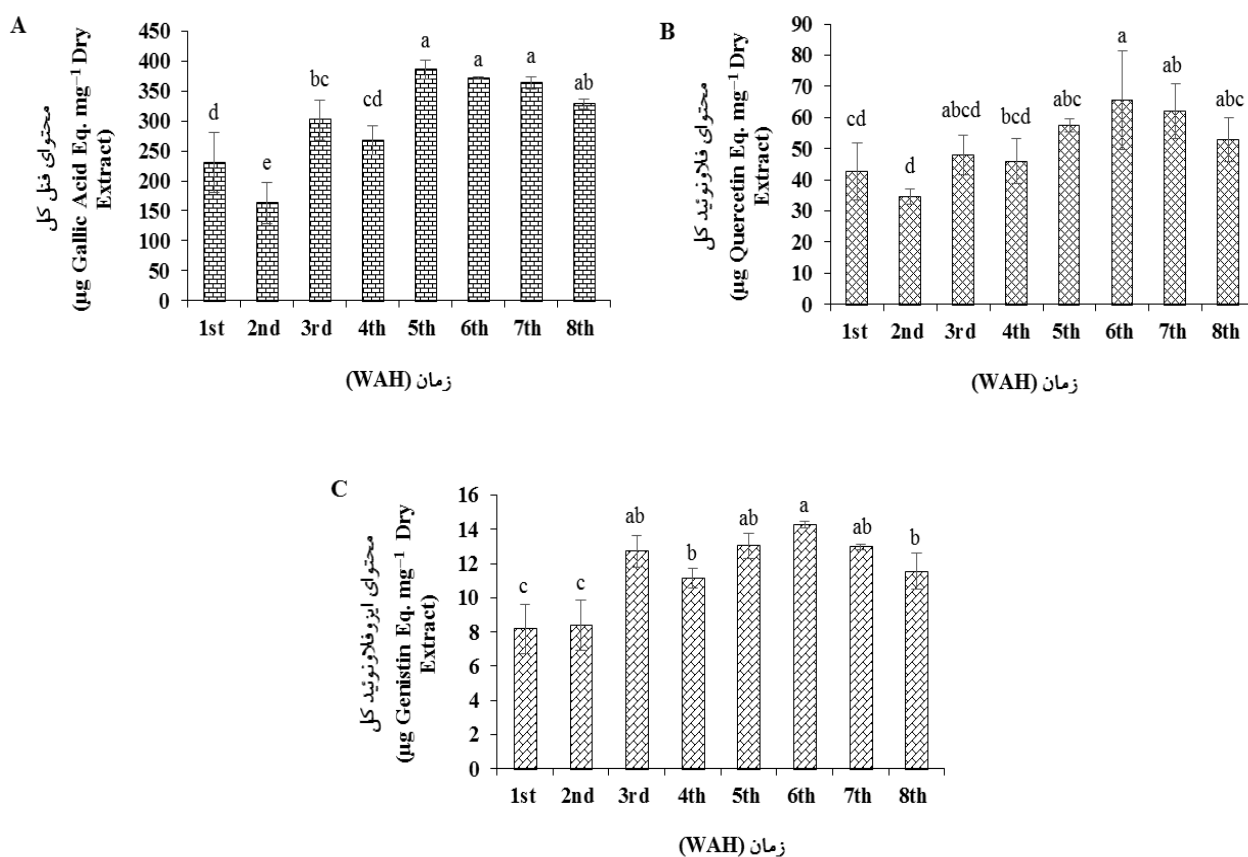 A
محتوای فنل کل
(µg Gallic Acid Eq. mg⁻¹ Dry
Extract)
450
400
350
300
250
200
150
100
50
0
d
e
bc
cd
a
a
a
ab
1st 2nd 3rd 4th 5th 6th 7th 8th
زمان (WAH)
B
محتوای فلاونوئید کل
(µg Quercetin Eq. mg⁻¹ Dry
Extract)
90
80
70
60
50
40
30
20
10
0
cd
d
abcd
bcd
abc
a
ab
abc
1st 2nd 3rd 4th 5th 6th 7th 8th
زمان (WAH)
C
محتوای ایزوفلاونوئید کل
(µg Genistin Eq. mg⁻¹ Dry
Extract)
16
14
12
10
8
6
4
2
0
c
c
ab
b
ab
a
ab
b
1st 2nd 3rd 4th 5th 6th 7th 8th
زمان (WAH)